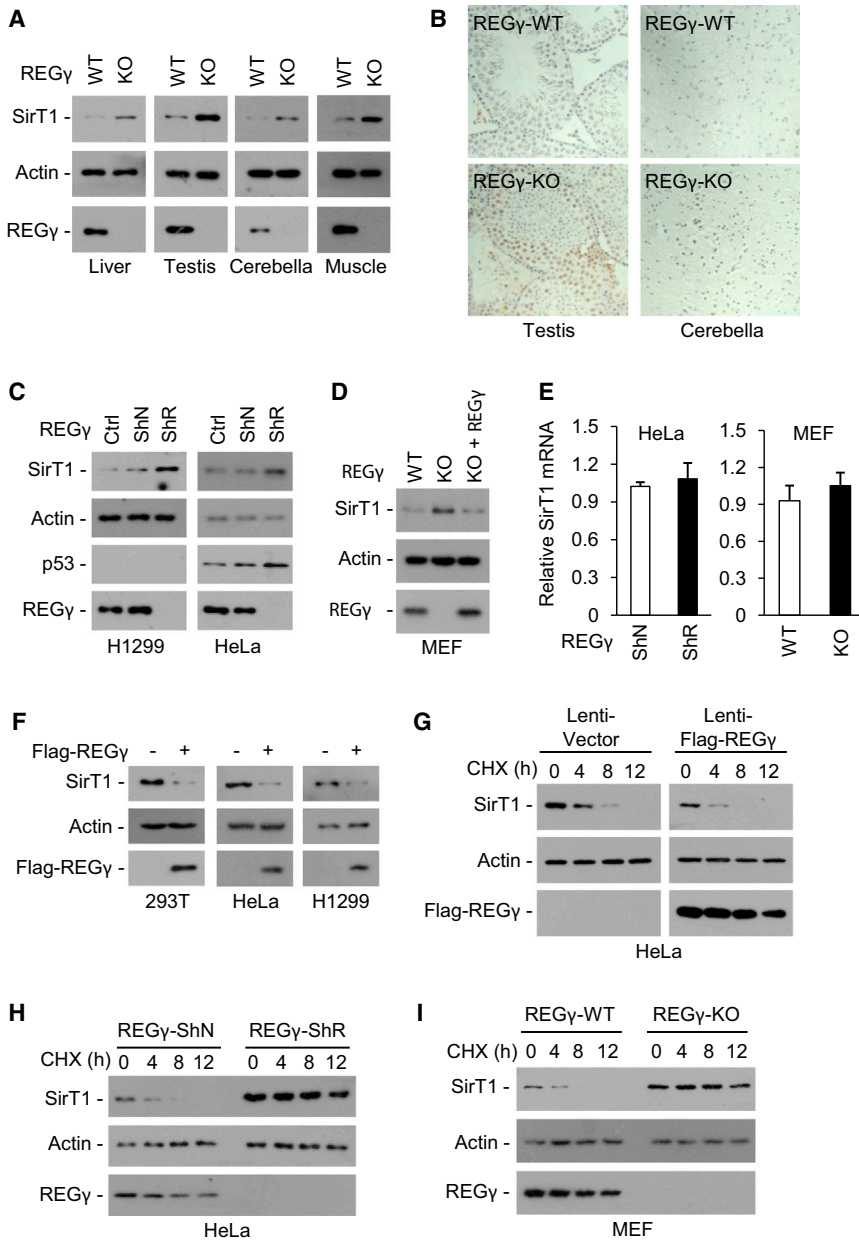 A
REGγ WT KO WT KO WT KO WT KO
SirT1 -
Actin -
REGγ -
Liver Testis Cerebella Muscle
B
REGγ-WT REGγ-WT
REGγ-KO REGγ-KO
Testis Cerebella
C
REGγ Ctrl ShN ShR Ctrl ShN ShR
SirT1 -
Actin -
p53 -
REGγ -
H1299 HeLa
D
REGγ WT KO KO + REGγ
SirT1 -
Actin -
REGγ -
MEF
E
Relative SirT1 mRNA
HeLa
1.5
1.2
0.9
0.6
0.3
0
REGγ ShN ShR
MEF
1.5
1.2
0.9
0.6
0.3
0
WT KO
F
Flag-REGγ - + - + - +
SirT1 -
Actin -
Flag-REGγ -
293T HeLa H1299
G
Lenti-Vector
Lenti-Flag-REGγ
CHX (h) 0 4 8 12 0 4 8 12
SirT1 -
Actin -
Flag-REGγ -
HeLa
H
REGγ-ShN REGγ-ShR
CHX (h) 0 4 8 12 0 4 8 12
SirT1 -
Actin -
REGγ -
HeLa
I
REGγ-WT REGγ-KO
CHX (h) 0 4 8 12 0 4 8 12
SirT1 -
Actin -
REGγ -
MEF